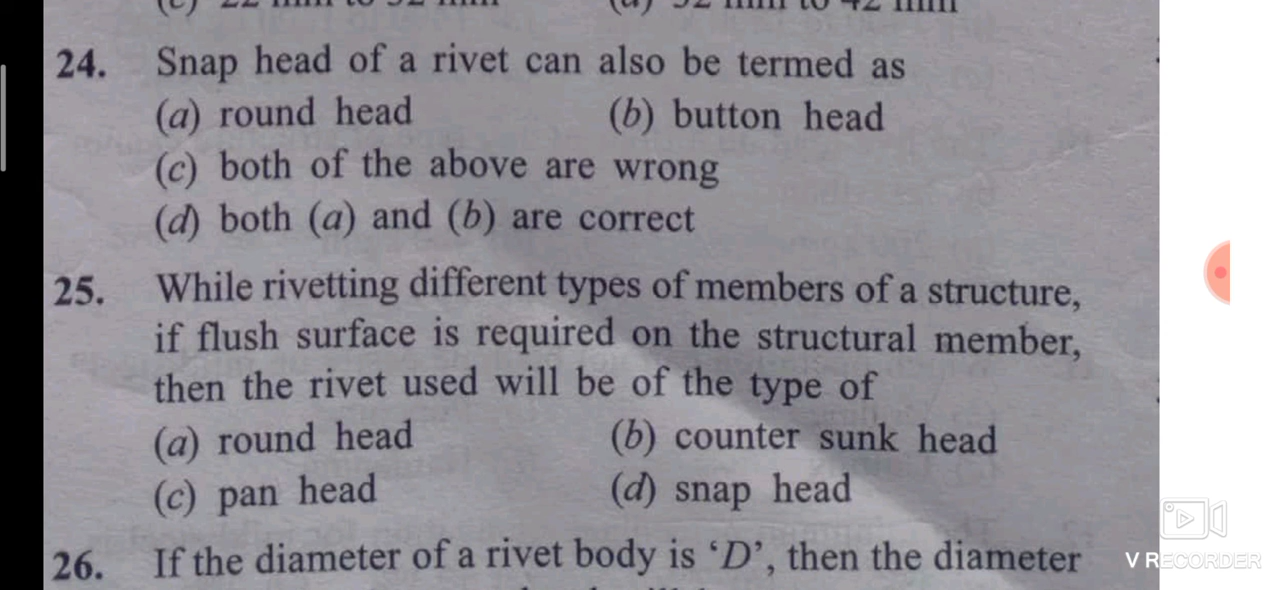 24. Snap head of a rivet can also be termed as
(a) round head (b) button head
(c) both of the above are wrong
(d) both (a) and (b) are correct
25. While rivetting different types of members of a structure,
if flush surface is required on the structural member,
then the rivet used will be of the type of
(a) round head (b) counter sunk head
(c) pan head (d) snap head
26. If the diameter of a rivet body is ‘D’, then the diameter
V RECORDER